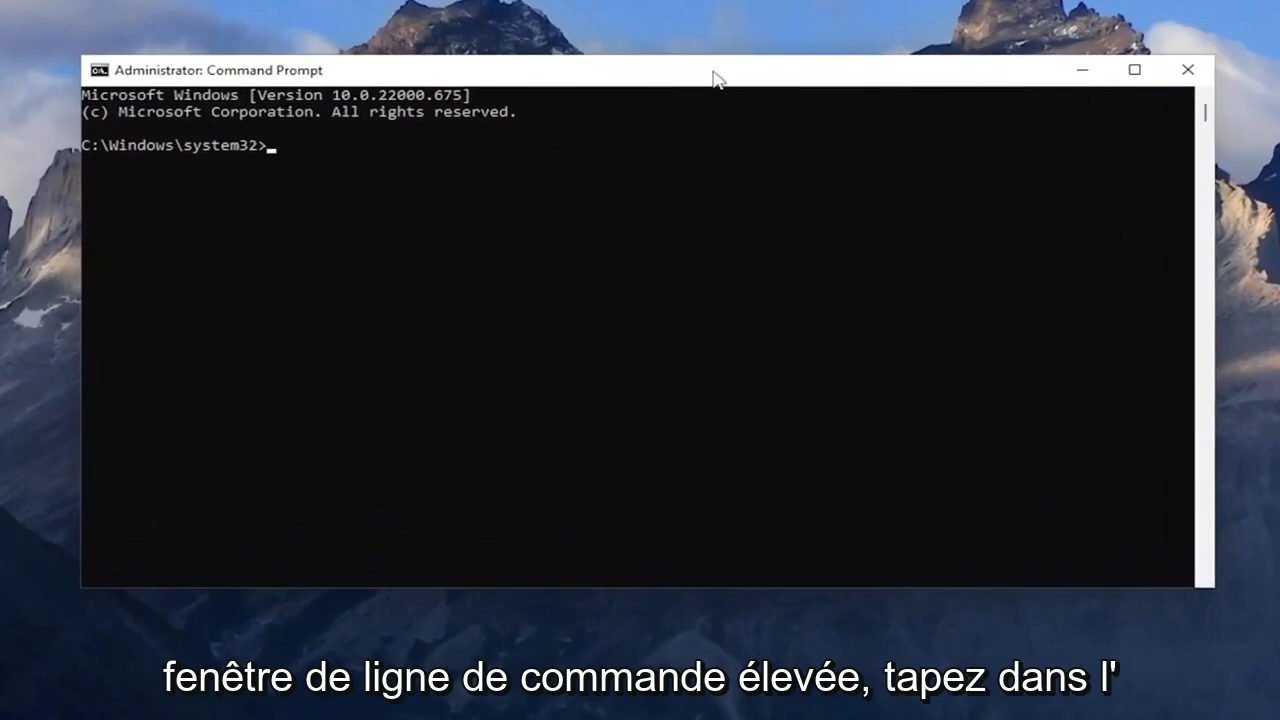 Administrator: Command Prompt
Microsoft Windows [Version 10.0.22000.675]
(c) Microsoft Corporation. All rights reserved.
C:\Windows\system32>
fenêtre de ligne de commande élevée, tapez dans l'